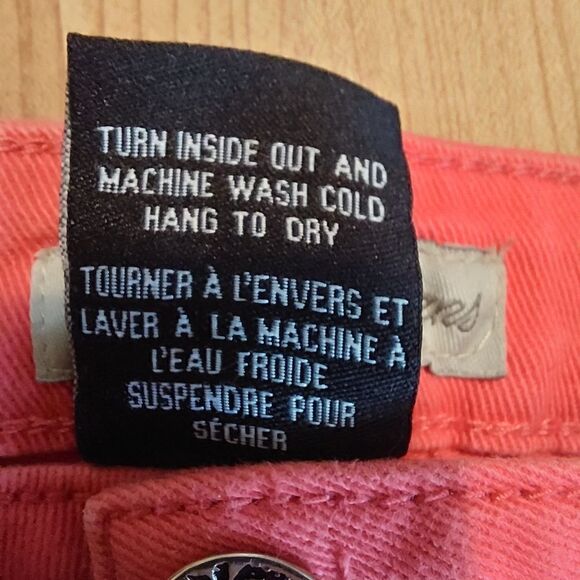 TURN INSIDE OUT AND
MACHINE WASH COLD
HANG TO DRY
TOURNER À L'ENVERS ET
LAVER À LA MACHINE À
L'EAU FROIDE
SUSPENDRE POUR
SÉCHER